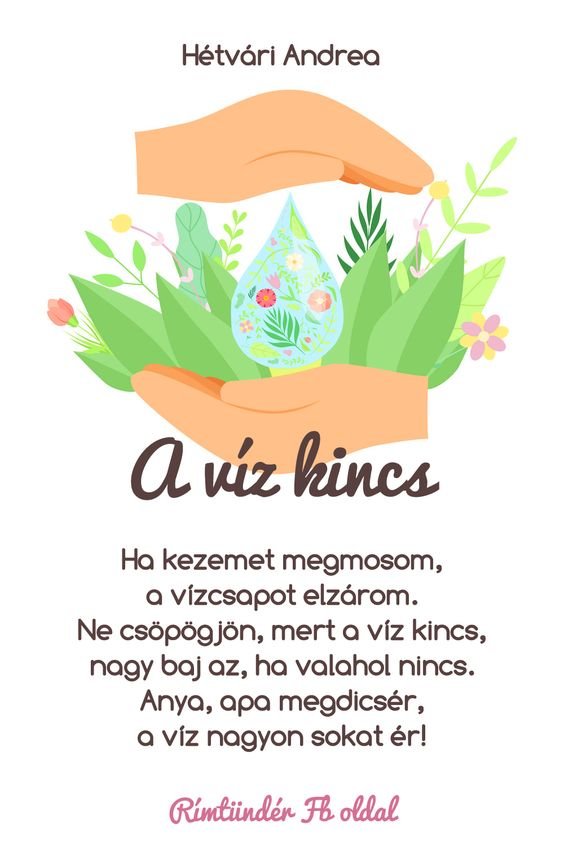 Hétvári Andrea
A víz kincs
Ha kezemet megmosom,
a vízcsapot elzárom.
Ne csöpögjön, mert a víz kincs,
nagy baj az, ha valahol nincs.
Anya, apa megdicsér,
a víz nagyon sokat ér!
Rímtündér Fb oldal